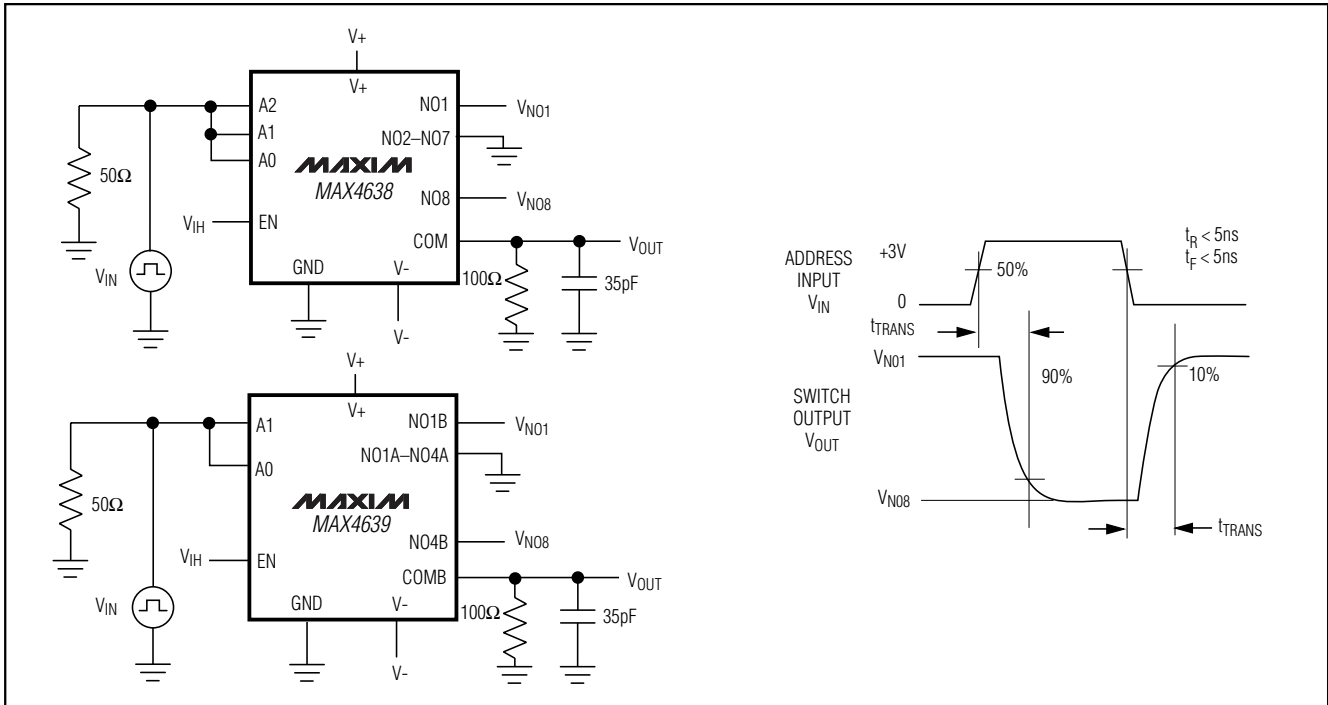 V+
V+
A2
A1
A0
NO1
VNO1
NO2–NO7
MAXIM
MAX4638
50Ω
NO8
VNO8
VIH
EN
COM
VOUT
GND
V-
VIN
100Ω
35pF
V-
V+
V+
A1
A0
NO1B
VNO1
NO1A–NO4A
MAXIM
MAX4639
50Ω
NO4B
VNO8
VIH
EN
COMB
VOUT
GND
V-
VIN
100Ω
35pF
V-
ADDRESS
INPUT
VIN
+3V
0
50%
tR < 5ns
tF < 5ns
tTRANS
VNO1
90%
10%
SWITCH
OUTPUT
VOUT
VNO8
tTRANS